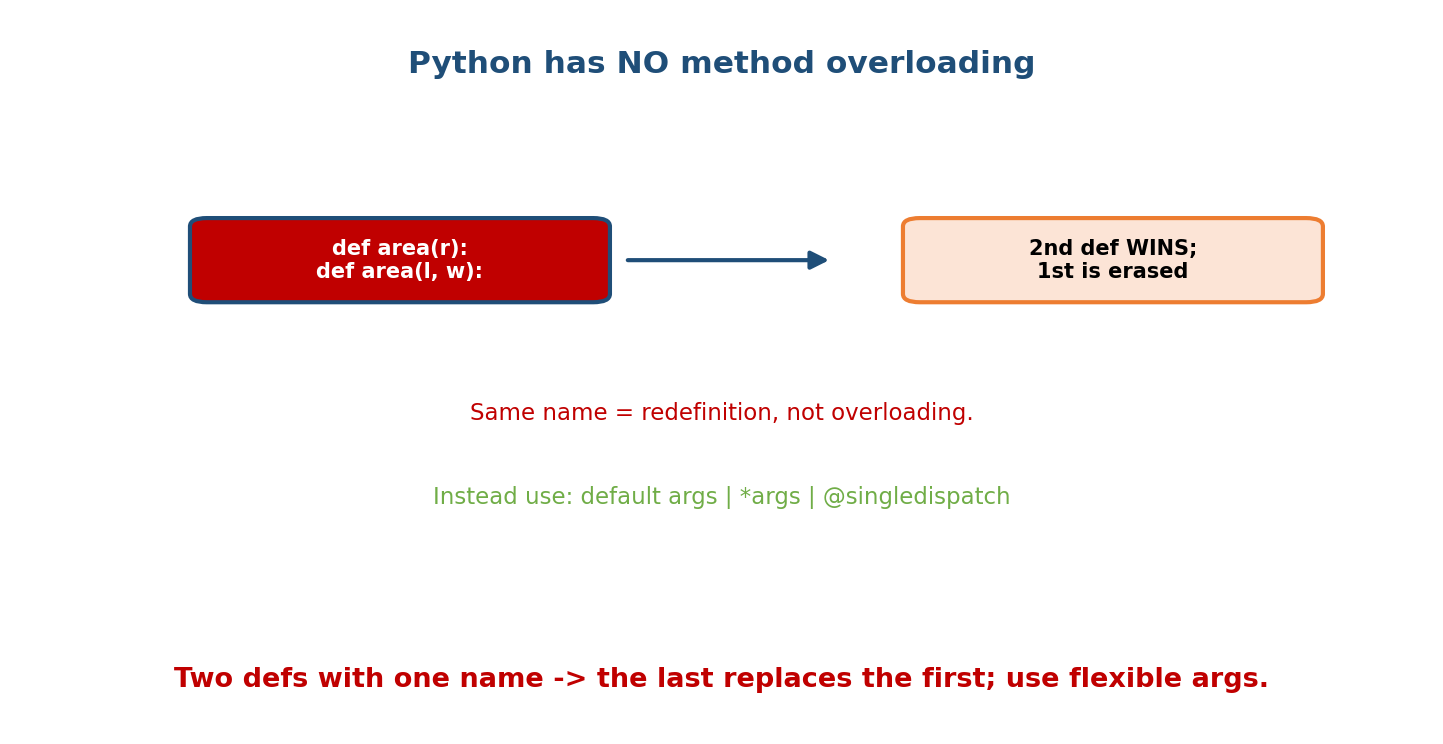 Python has NO method overloading
def area(r):
def area(l, w):
2nd def WINS;
1st is erased
Same name = redefinition, not overloading.
Instead use: default args | *args | @singledispatch
Two defs with one name -> the last replaces the first; use flexible args.